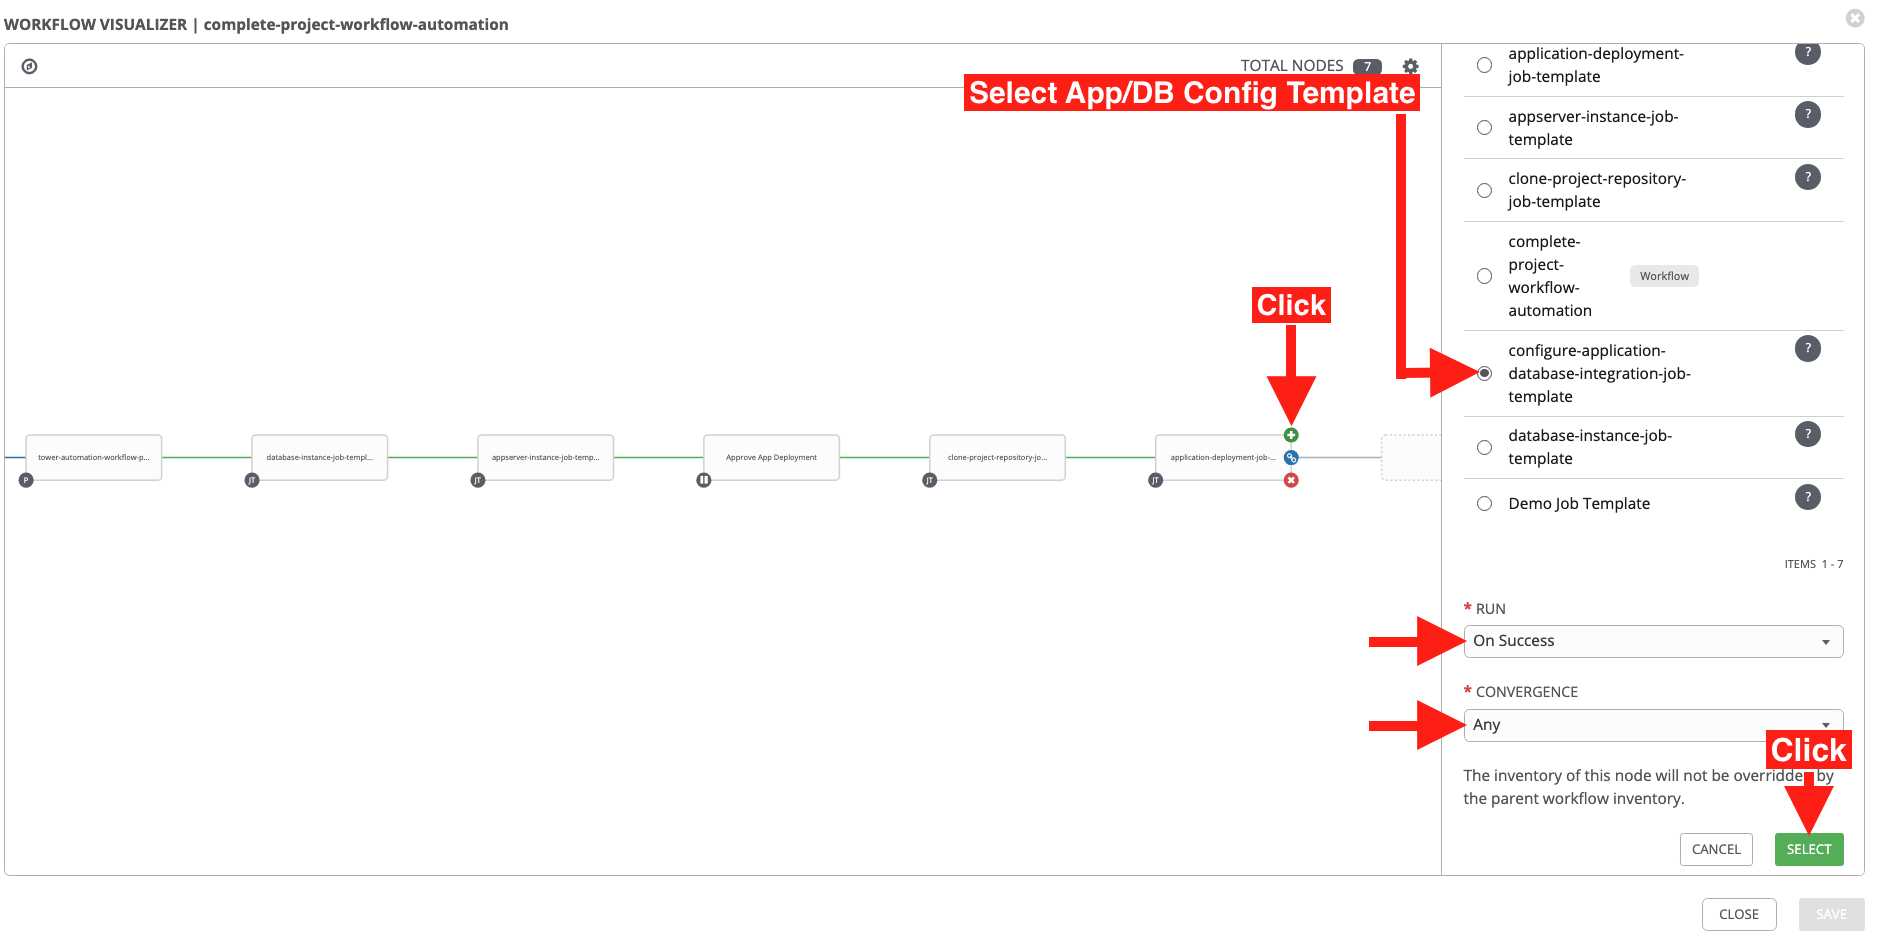 WORKFLOW VISUALIZER | complete-project-workflow-automation
TOTAL NODES 7
Select App/DB Config Template
Click
tower-automation-workflow-p...
P
database-instance-job-templ...
JT
appserver-instance-job-temp...
JT
Approve App Deployment
clone-project-repository-jo...
JT
application-deployment-job-...
JT
application-deployment-
job-template
?
appserver-instance-job-
template
?
clone-project-repository-
job-template
?
complete-
project-
workflow-
automation
Workflow
configure-application-
database-integration-job-
template
?
database-instance-job-
template
?
Demo Job Template
?
ITEMS 1 - 7
* RUN
On Success
* CONVERGENCE
Any
Click
The inventory of this node will not be overridden by
the parent workflow inventory.
CANCEL
SELECT
CLOSE
SAVE